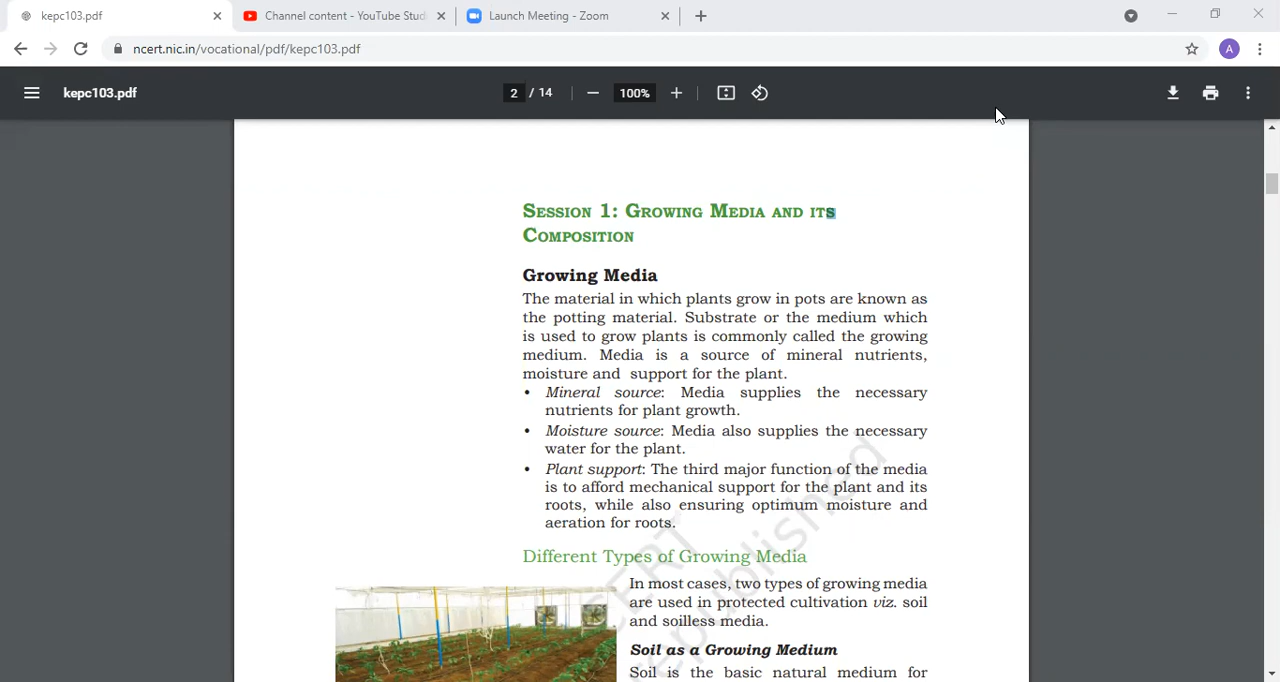 kepc103.pdf
Channel content - YouTube Stud
Launch Meeting - Zoom
ncert.nic.in/vocational/pdf/kepc103.pdf
A
kepc103.pdf
2 / 14
100%
Session 1: Growing Media and its
Composition
Growing Media
The material in which plants grow in pots are known as
the potting material. Substrate or the medium which
is used to grow plants is commonly called the growing
medium. Media is a source of mineral nutrients,
moisture and support for the plant.
• Mineral source: Media supplies the necessary
nutrients for plant growth.
• Moisture source: Media also supplies the necessary
water for the plant.
• Plant support: The third major function of the media
is to afford mechanical support for the plant and its
roots, while also ensuring optimum moisture and
aeration for roots.
Different Types of Growing Media
In most cases, two types of growing media
are used in protected cultivation viz. soil
and soilless media.
Soil as a Growing Medium
Soil is the basic natural medium for